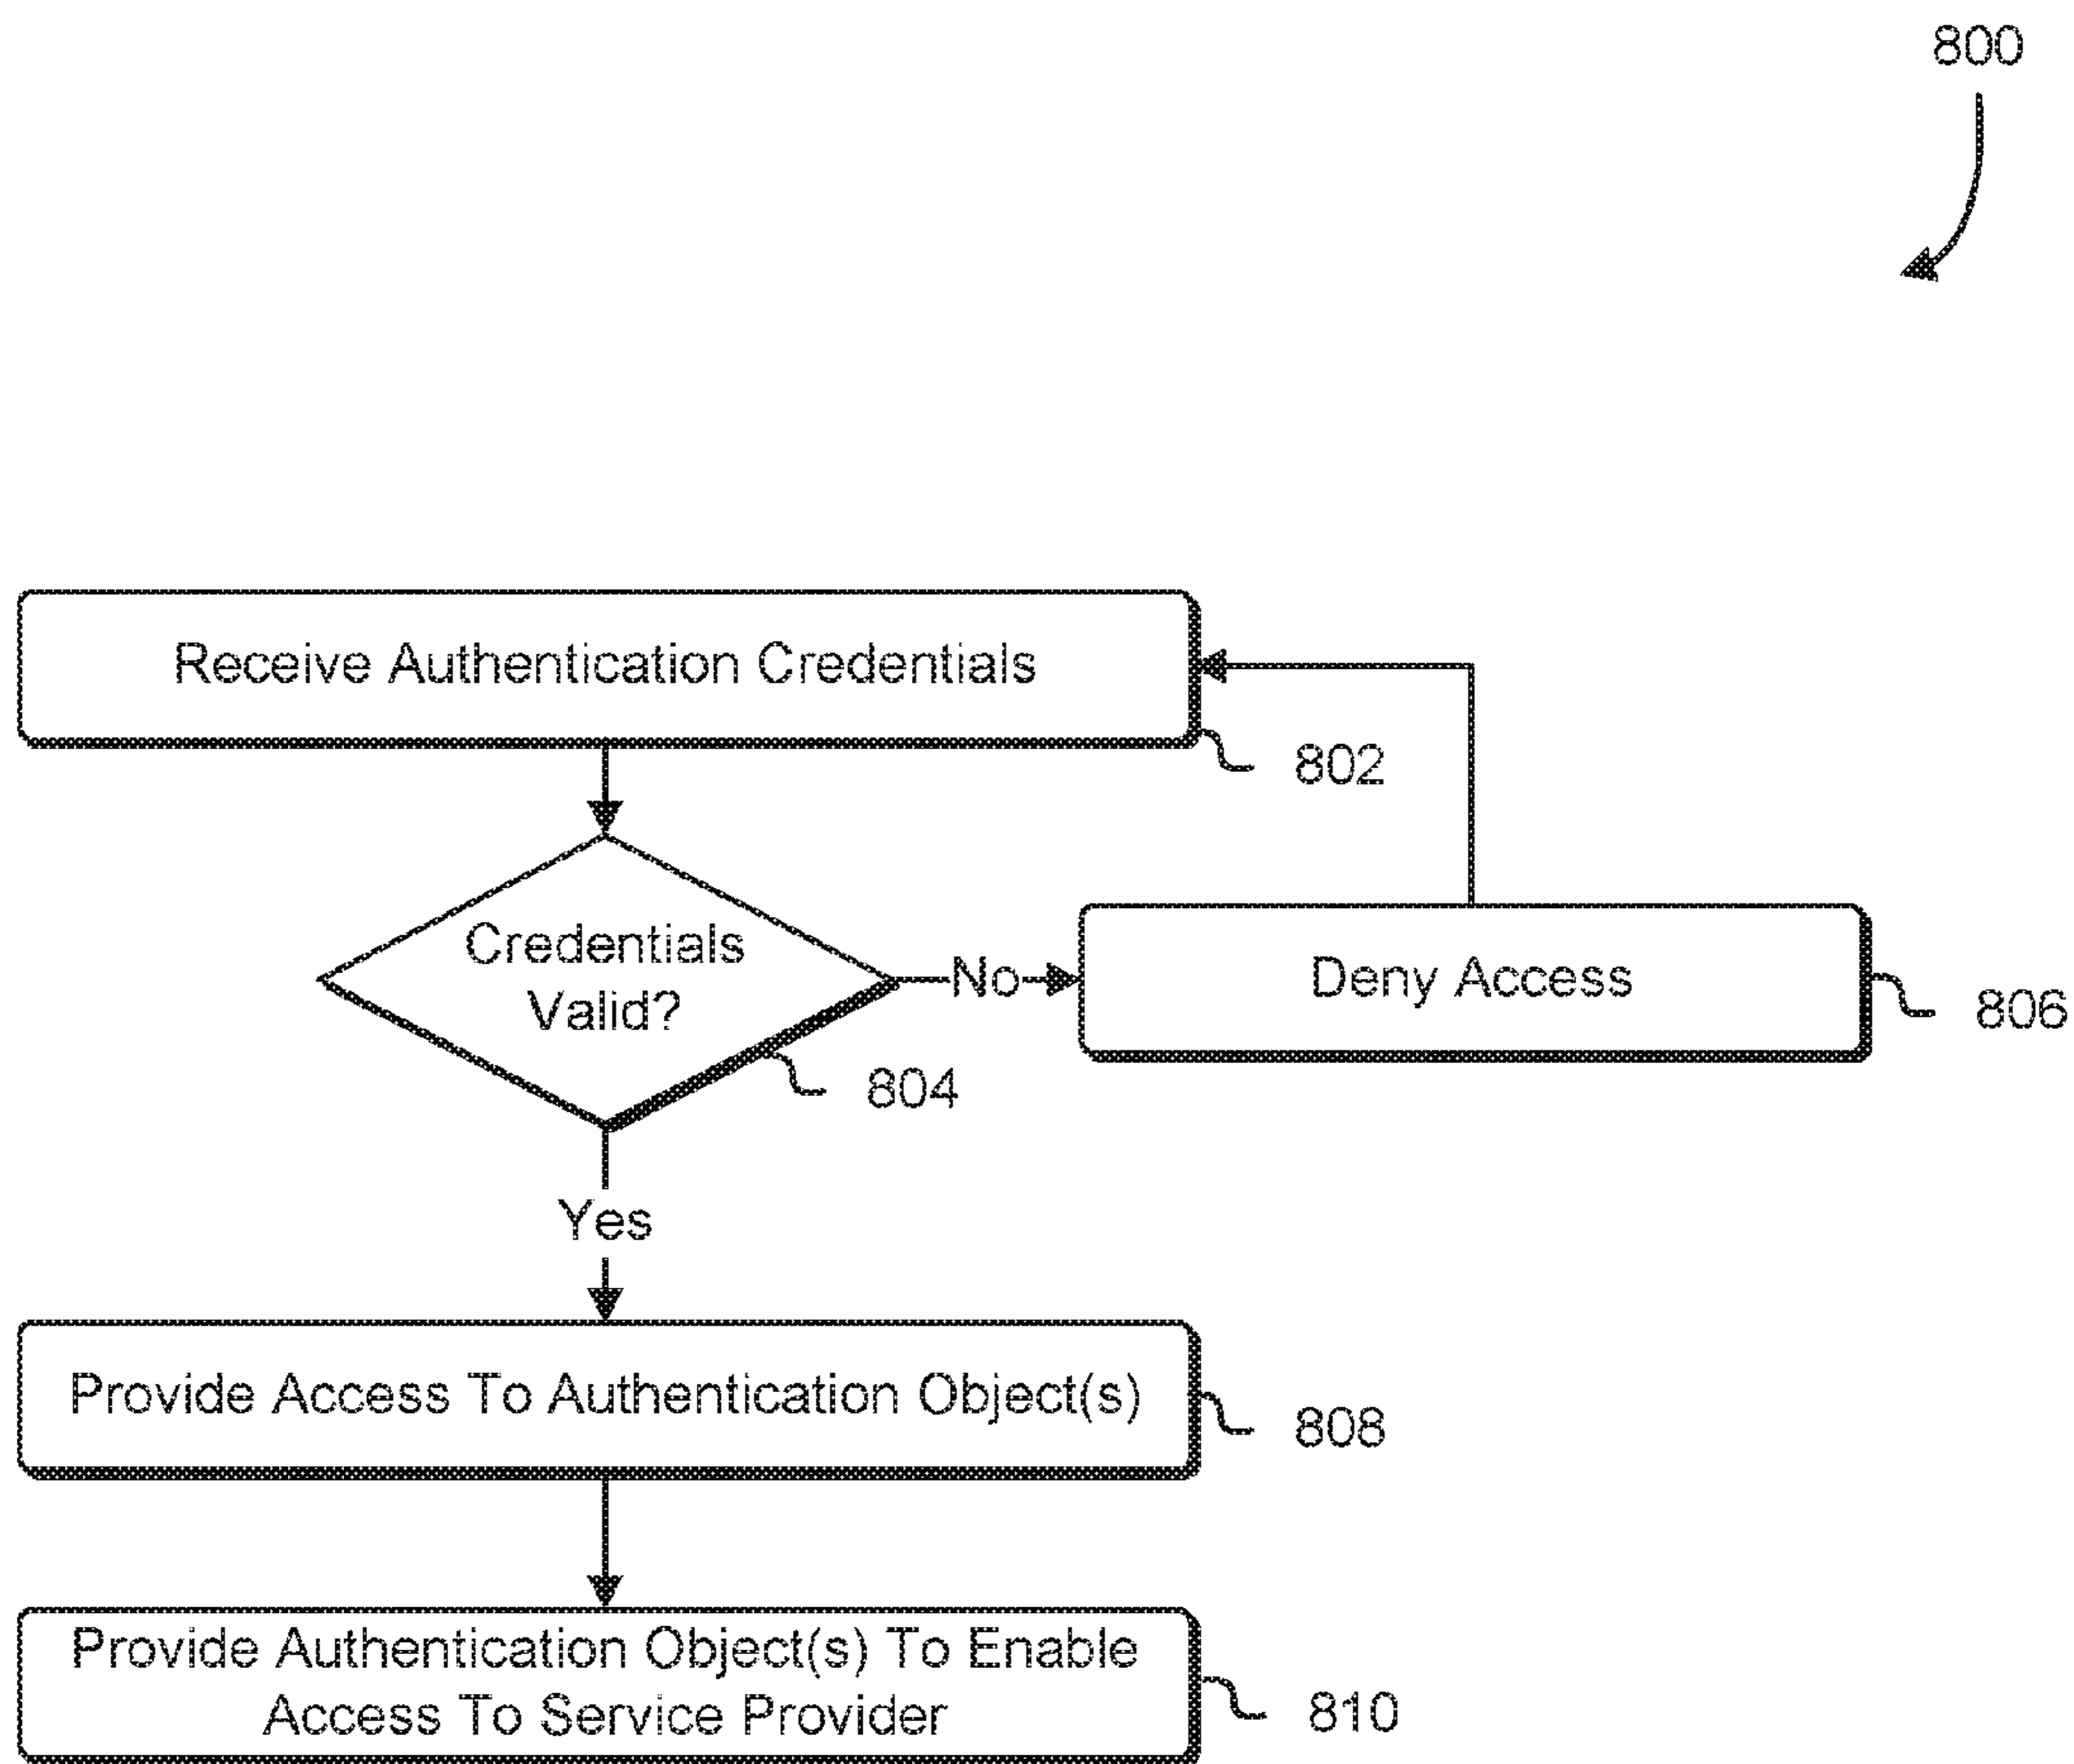 800
Receive Authentication Credentials
802
Credentials
Valid?
No
Deny Access
806
804
Yes
Provide Access To Authentication Object(s)
808
Provide Authentication Object(s) To Enable
Access To Service Provider
810